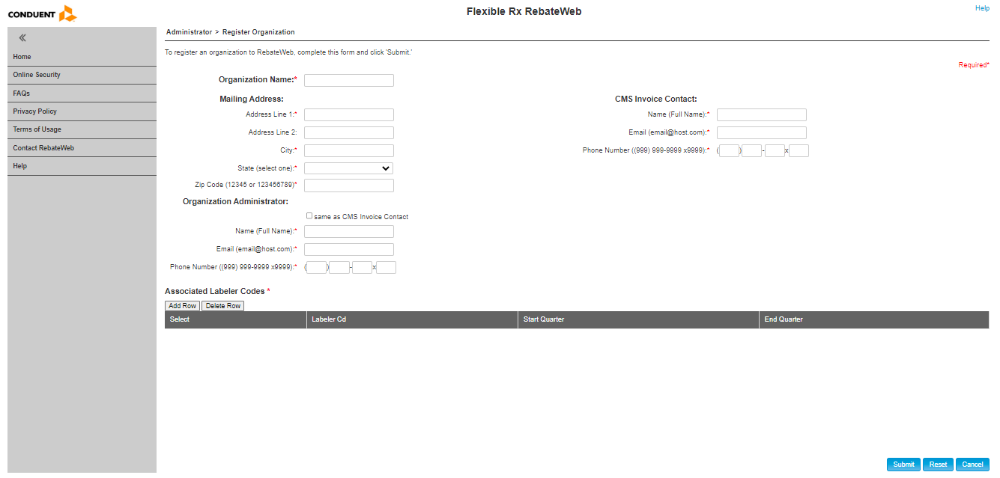 CONDUENT
Flexible Rx RebateWeb
Help
Home
Online Security
FAQs
Privacy Policy
Terms of Usage
Contact RebateWeb
Help
Administrator > Register Organization
To register an organization to RebateWeb, complete this form and click 'Submit.'
Required*
Organization Name:*
Mailing Address:
Address Line 1:*
Address Line 2:
City:*
State (select one):*
Zip Code (12345 or 123456789)*
CMS Invoice Contact:
Name (Full Name):*
Email (email@host.com):*
Phone Number ((999) 999-9999 x9999):* ( ) - x
Organization Administrator:
same as CMS Invoice Contact
Name (Full Name):*
Email (email@host.com):*
Phone Number ((999) 999-9999 x9999):* ( ) - x
Associated Labeler Codes *
Add Row Delete Row
Select Labeler Cd Start Quarter End Quarter
Submit Reset Cancel